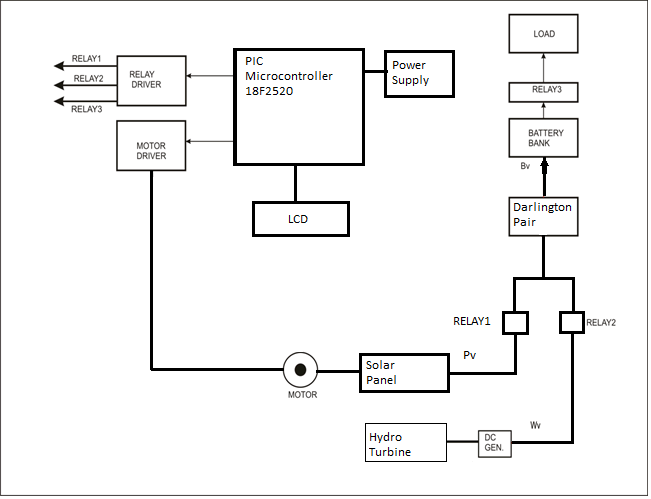 RELAY1
RELAY2
RELAY3
RELAY
DRIVER
MOTOR
DRIVER
PIC
Microcontroller
18F2520
Power
Supply
LCD
LOAD
RELAY3
BATTERY
BANK
Bv
Darlington
Pair
RELAY1
RELAY2
Pv
Solar
Panel
MOTOR
Wv
Hydro
Turbine
DC
GEN.